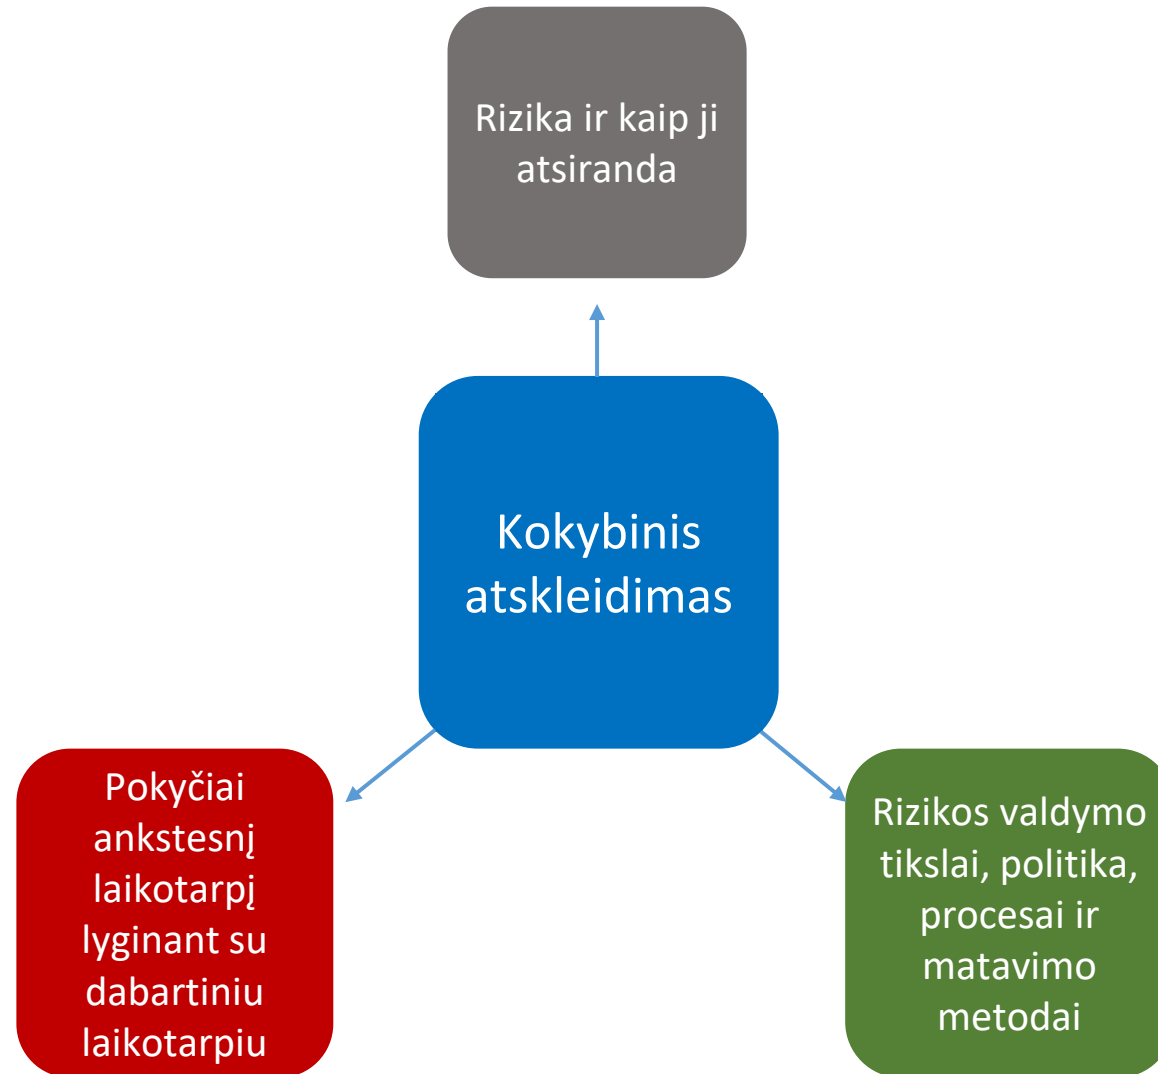 Rizika ir kaip ji
atsiranda
Kokybinis
atskleidimas
Pokyčiai
ankstesnį
laikotarpį
lyginant su
dabartiniu
laikotarpiu
Rizikos valdymo
tikslai, politika,
procesai ir
matavimo
metodai